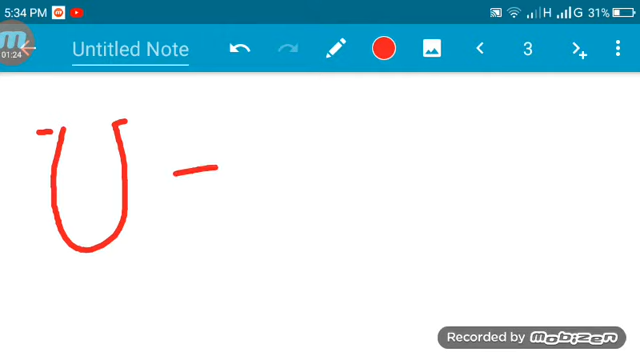 5:34 PM H G 31%
01:24 Untitled Note 3
U -
Recorded by
mobizen